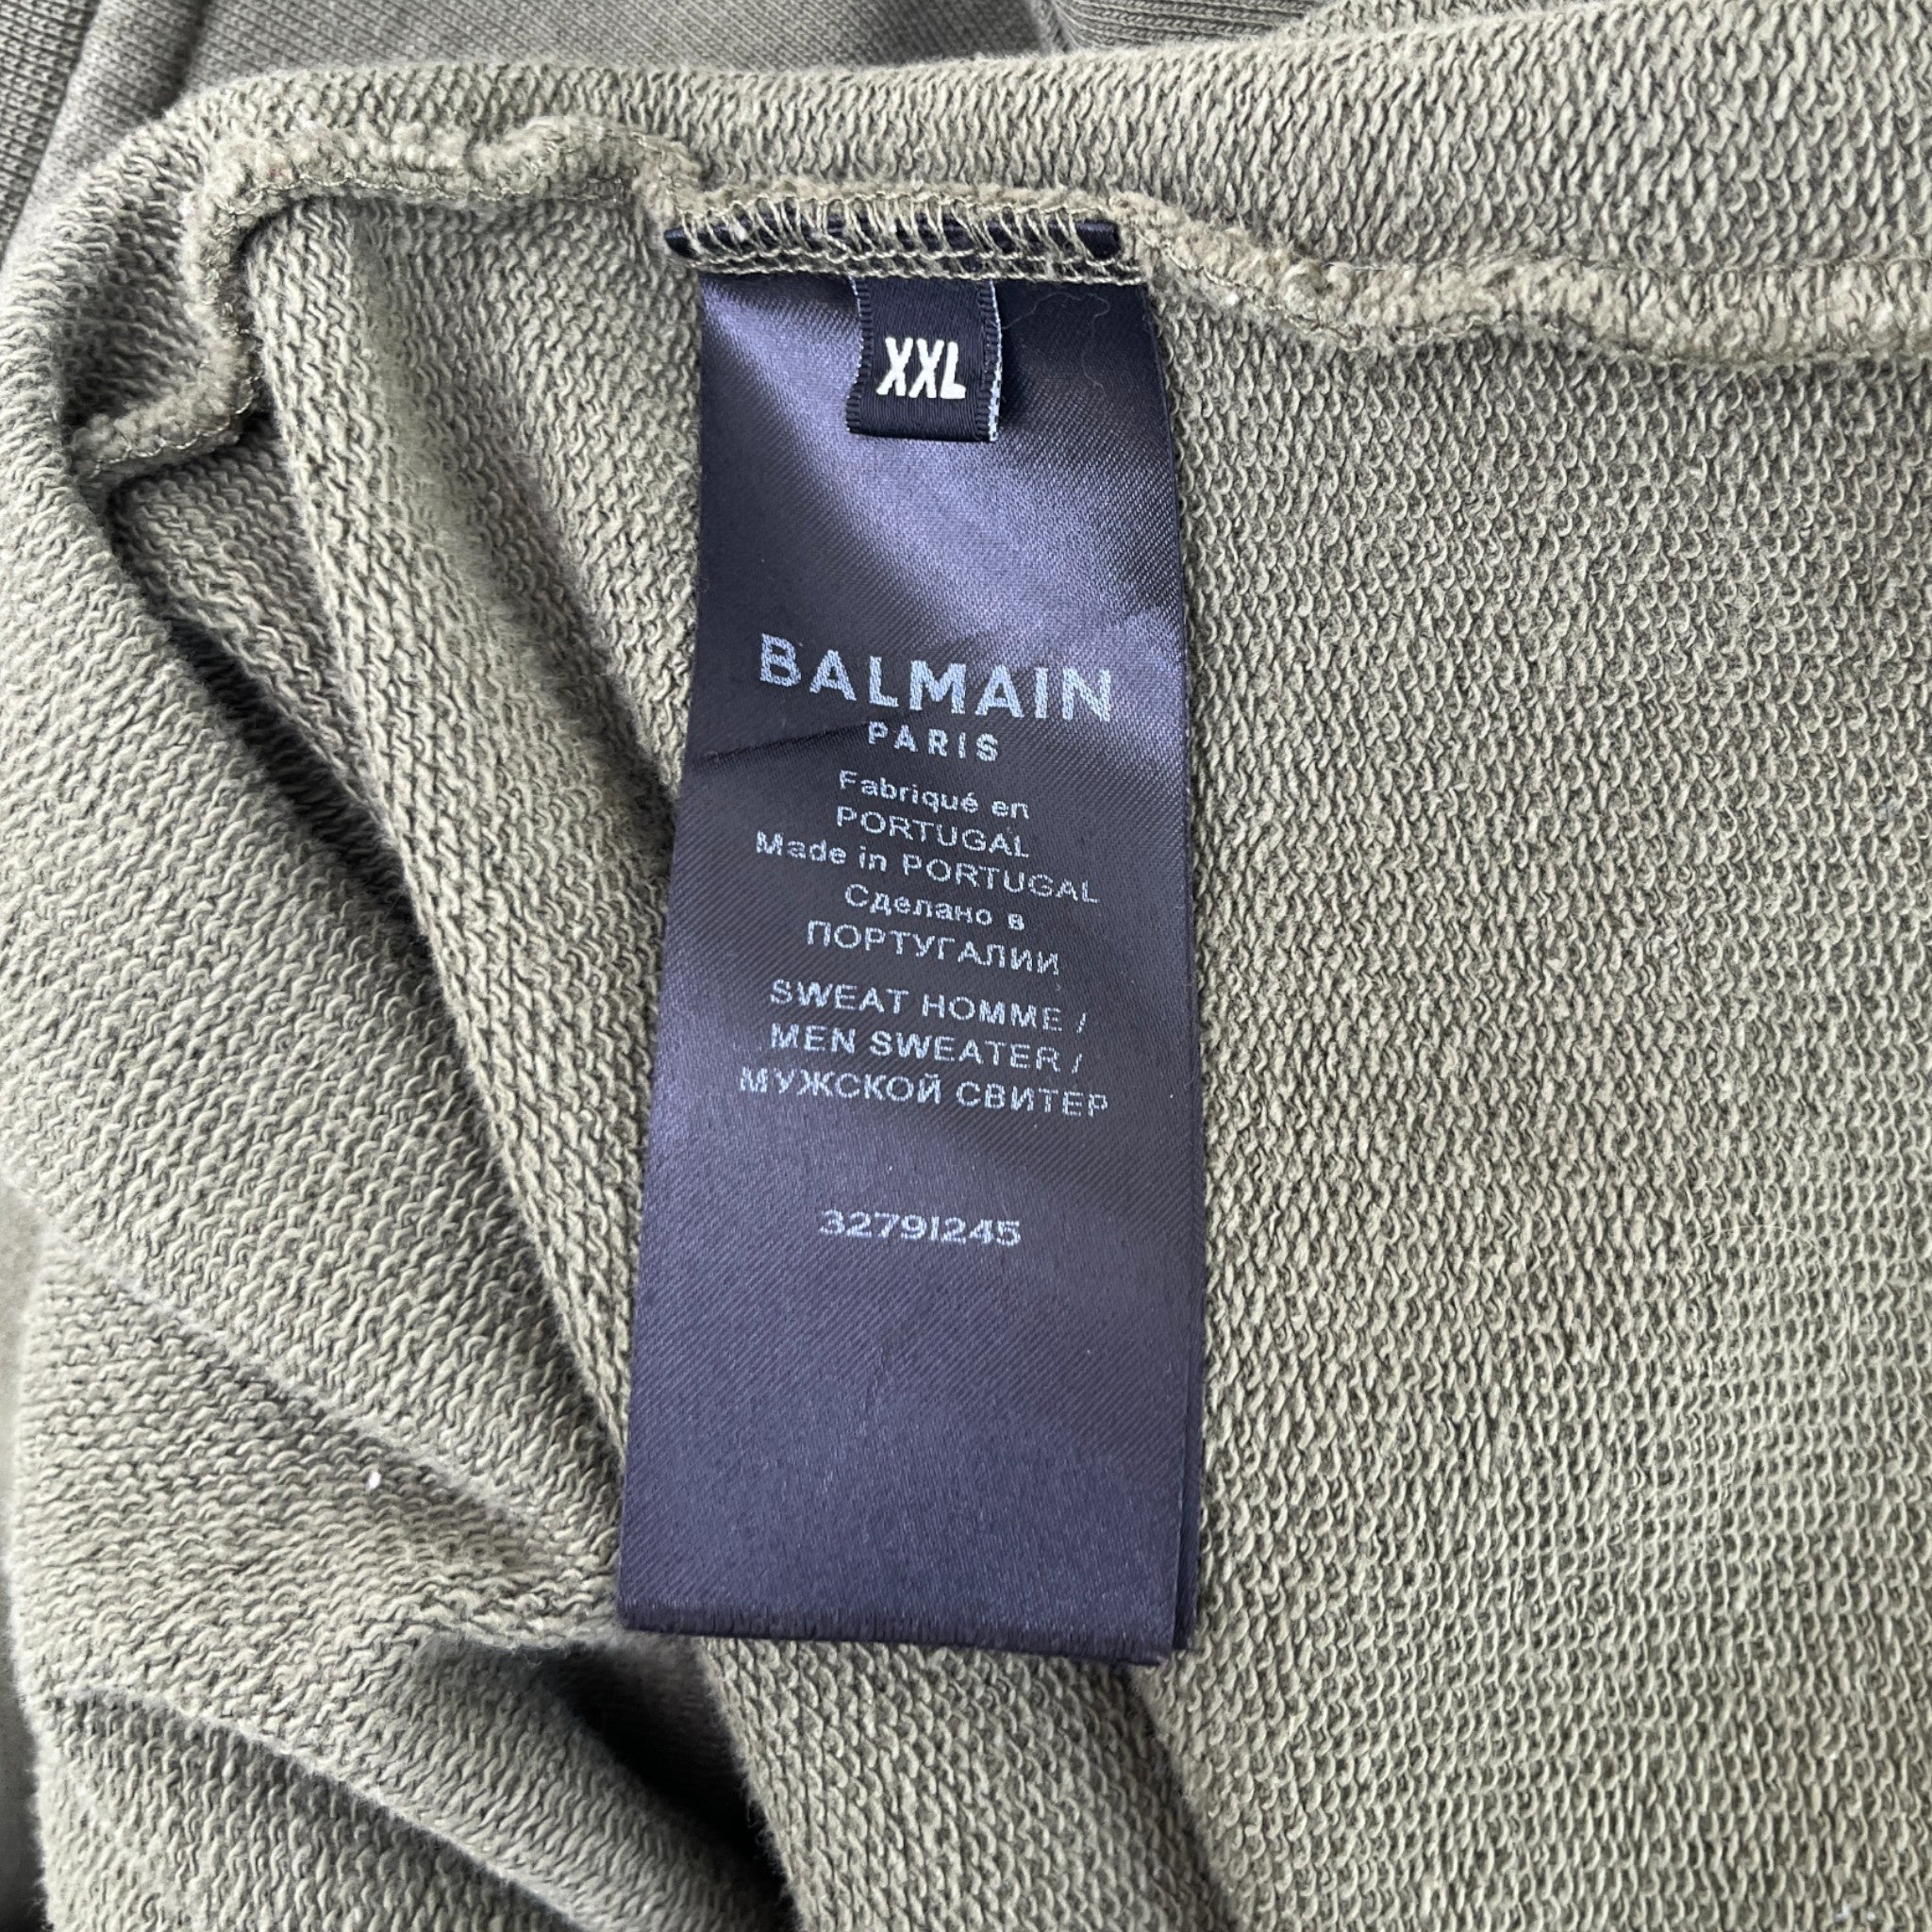 XXL
BALMAIN
PARIS
Fabriqué en
PORTUGAL
Made in PORTUGAL
Сделано в
ПОРТУГАЛИИ
SWEAT HOMME /
MEN SWEATER /
МУЖСКОЙ СВИТЕР
32791245